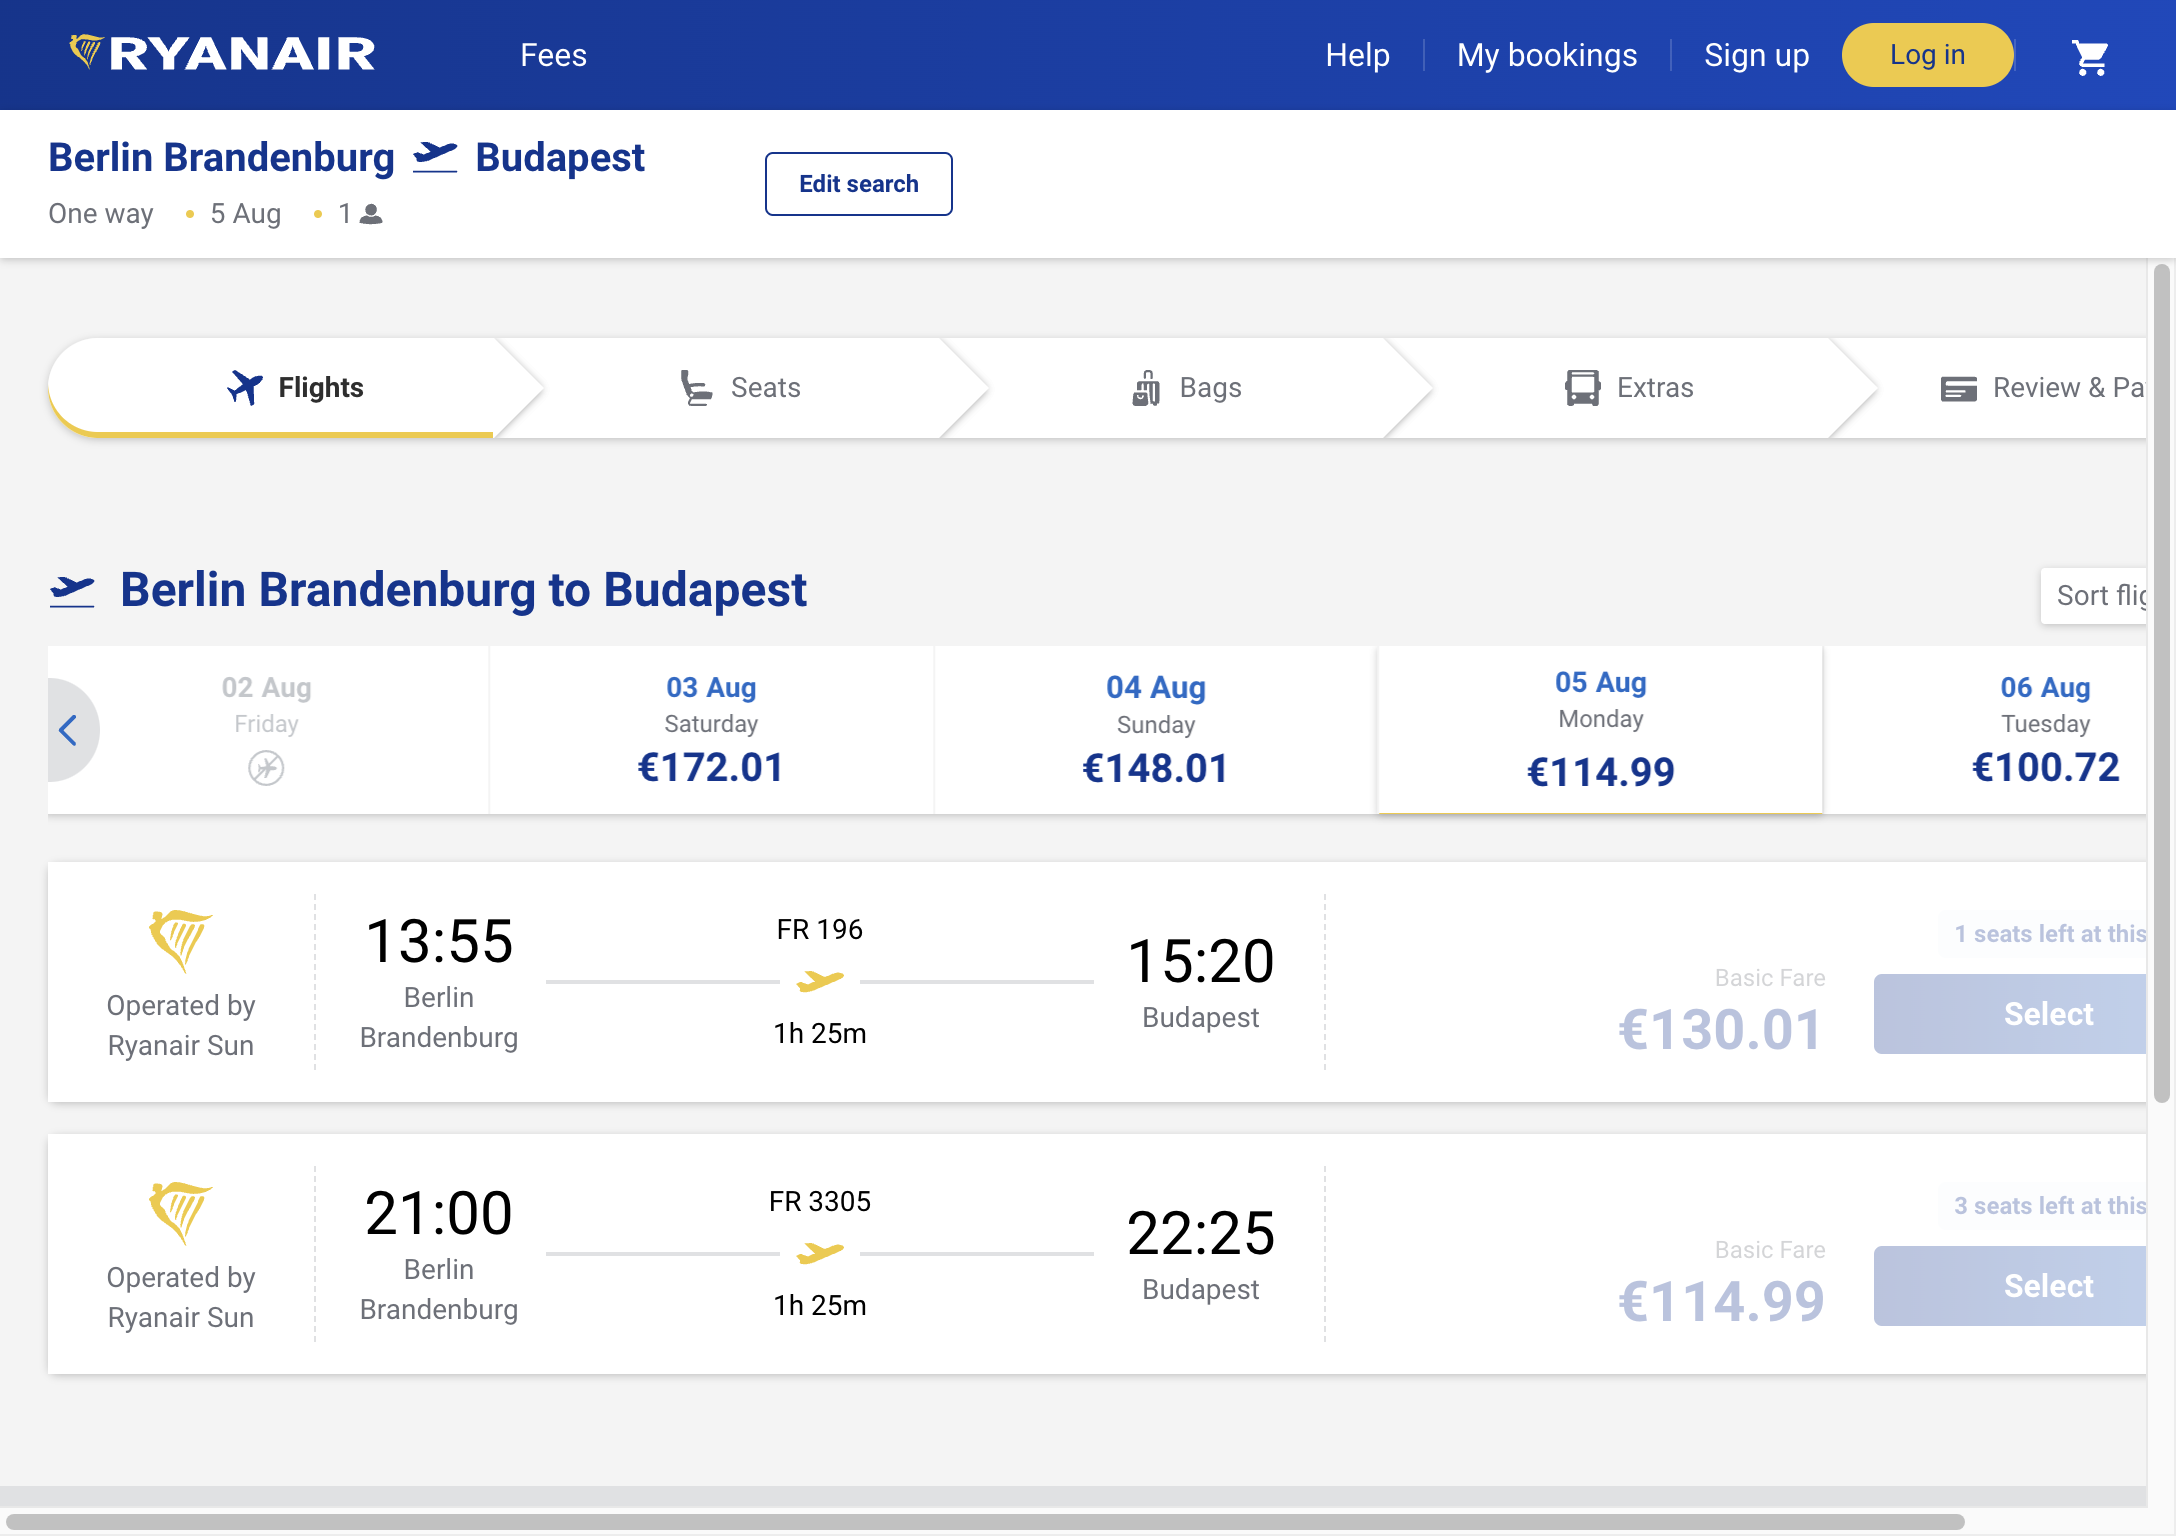 RYANAIR
Fees
Help
My bookings
Sign up
Log in
Berlin Brandenburg Budapest
One way • 5 Aug • 1
Edit search
Flights
Seats
Bags
Extras
Review &
Berlin Brandenburg to Budapest
Sort
02 Aug
Friday
03 Aug
Saturday
€172.01
04 Aug
Sunday
€148.01
05 Aug
Monday
€114.99
06 Aug
Tuesday
€100.72
Operated by
Ryanair Sun
13:55
Berlin
Brandenburg
FR 196
1h 25m
15:20
Budapest
Basic Fare
€130.01
1 seats left at this
Select
Operated by
Ryanair Sun
21:00
Berlin
Brandenburg
FR 3305
1h 25m
22:25
Budapest
Basic Fare
€114.99
3 seats left at this
Select